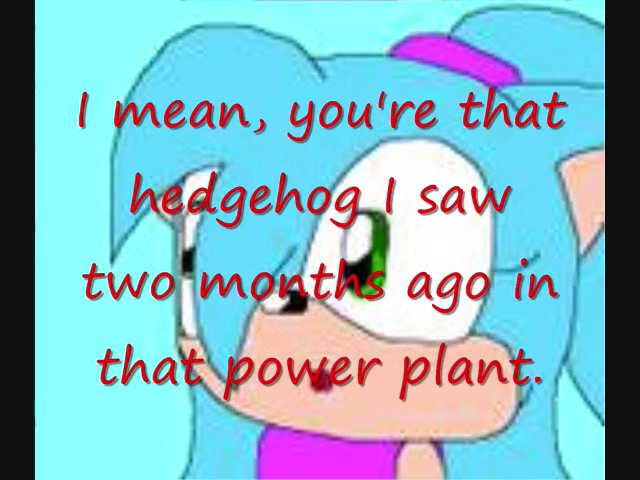 I mean, you're that
hedgehog I saw
two months ago in
that power plant.